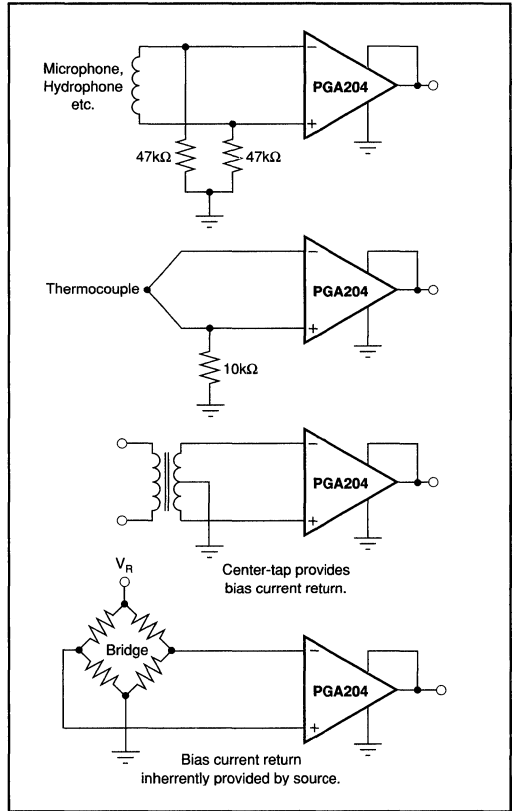 Microphone,
Hydrophone
etc.
−
PGA204
+
47kΩ 47kΩ
−
Thermocouple
PGA204
+
10kΩ
−
PGA204
+
Center-tap provides
bias current return.
VR
Bridge
−
PGA204
+
Bias current return
inherrently provided by source.